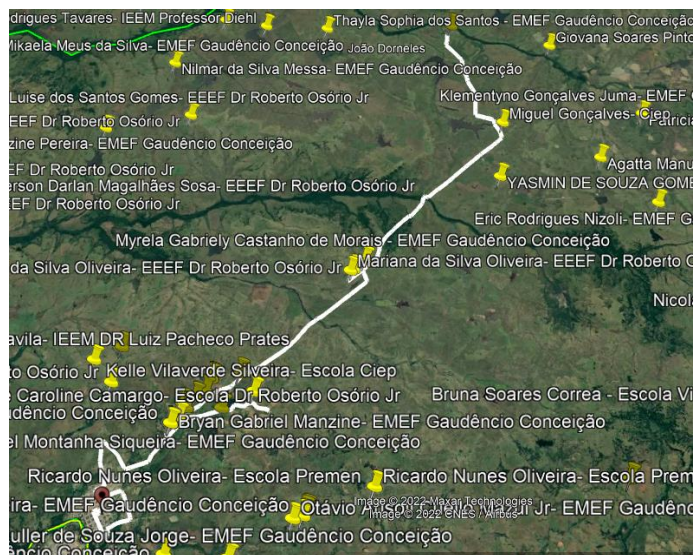 drigues Tavares- IEEM Professor Diehl
Thayla Sophia dos Santos - EMEF Gaudêncio Conceição
Mikaela Meus da Silva- EMEF Gaudêncio Conceição
João Dorneles
Giovana Soares Pinto
Nilmar da Silva Messa- EMEF Gaudêncio Conceição
Luise dos Santos Gomes- EEEF Dr Roberto Osório Jr
Klementyno Gonçalves Juma- EMEF
Miguel Gonçalves- Ciep
Patricia
EEF Dr Roberto Osório Jr
zine Pereira- EMEF Gaudêncio Conceição
Agatta Manu
EF Dr Roberto Osório Jr
YASMIN DE SOUZA GOME
erson Darlan Magalhães Sosa- EEEF Dr Roberto Osório Jr
EF Dr Roberto Osório Jr
Eric Rodrigues Nizoli- EMEF G
Myrela Gabriely Castanho de Morais - EMEF Gaudêncio Conceição
da Silva Oliveira- EEEF Dr Roberto Osório Jr
Mariana da Silva Oliveira- EEEF Dr Roberto O
Nicol
avila- IEEM DR Luiz Pacheco Prates
to Osório Jr
Kelle Vilaverde Silveira- Escola Ciep
e Caroline Camargo- Escola Dr Roberto Osório Jr
Bruna Soares Correa - Escola Vi
udêncio Conceição
Bryan Gabriel Manzine- EMEF Gaudêncio Conceição
el Montanha Siqueira- EMEF Gaudêncio Conceição
Ricardo Nunes Oliveira- Escola Premen
Ricardo Nunes Oliveira- Escola Prem
Image © 2022 Maxar Technologies
ira- EMEF Gaudêncio Conceição
Otávio
Jr- EMEF Gaudêncio Conceição
Image © 2022 CNES / Airbus
uller de Souza Jorge- EMEF Gaudêncio Conceição
êncio Conceição